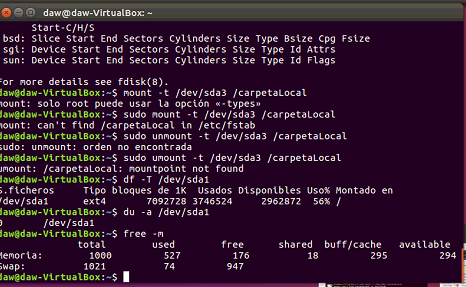 daw@daw-VirtualBox: ~
Start-C/H/S
bsd: Slice Start End Sectors Cylinders Size Type Bsize Cpg Fsize
sgi: Device Start End Sectors Cylinders Size Type Id Attrs
sun: Device Start End Sectors Cylinders Size Type Id Flags
For more details see fdisk(8).
daw@daw-VirtualBox:~$ mount -t /dev/sda3 /carpetaLocal
mount: solo root puede usar la opción «-types»
daw@daw-VirtualBox:~$ sudo mount -t /dev/sda3 /carpetaLocal
mount: can't find /carpetaLocal in /etc/fstab
daw@daw-VirtualBox:~$ sudo unmount -t /dev/sda3 /carpetaLocal
sudo: unmount: orden no encontrada
daw@daw-VirtualBox:~$ sudo umount -t /dev/sda3 /carpetaLocal
umount: /carpetaLocal: mountpoint not found
daw@daw-VirtualBox:~$ df -T /dev/sda1
S.ficheros Tipo bloques de 1K Usados Disponibles Uso% Montado en
/dev/sda1 ext4 7092728 3746524 2962872 56% /
daw@daw-VirtualBox:~$ du -a /dev/sda1
0 /dev/sda1
daw@daw-VirtualBox:~$ free -m
total used free shared buff/cache available
Memoria: 1000 527 176 18 295 294
Swap: 1021 74 947
daw@daw-VirtualBox:~$